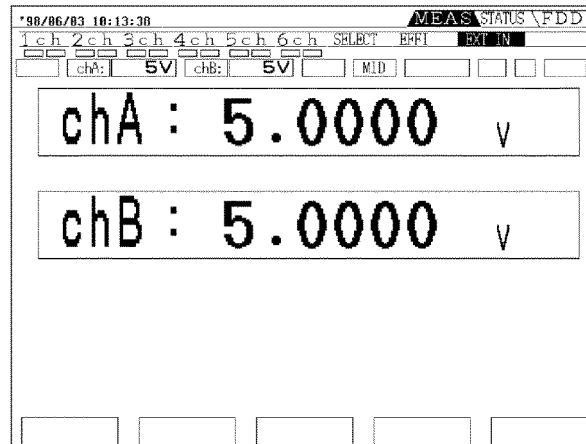 '98/06/03 10:13:38 MEAS STATUS FDD
1ch 2ch 3ch 4ch 5ch 6ch SELECT EFFI EXT IN
chA: 5V chB: 5V MID
chA : 5.0000 V
chB : 5.0000 V